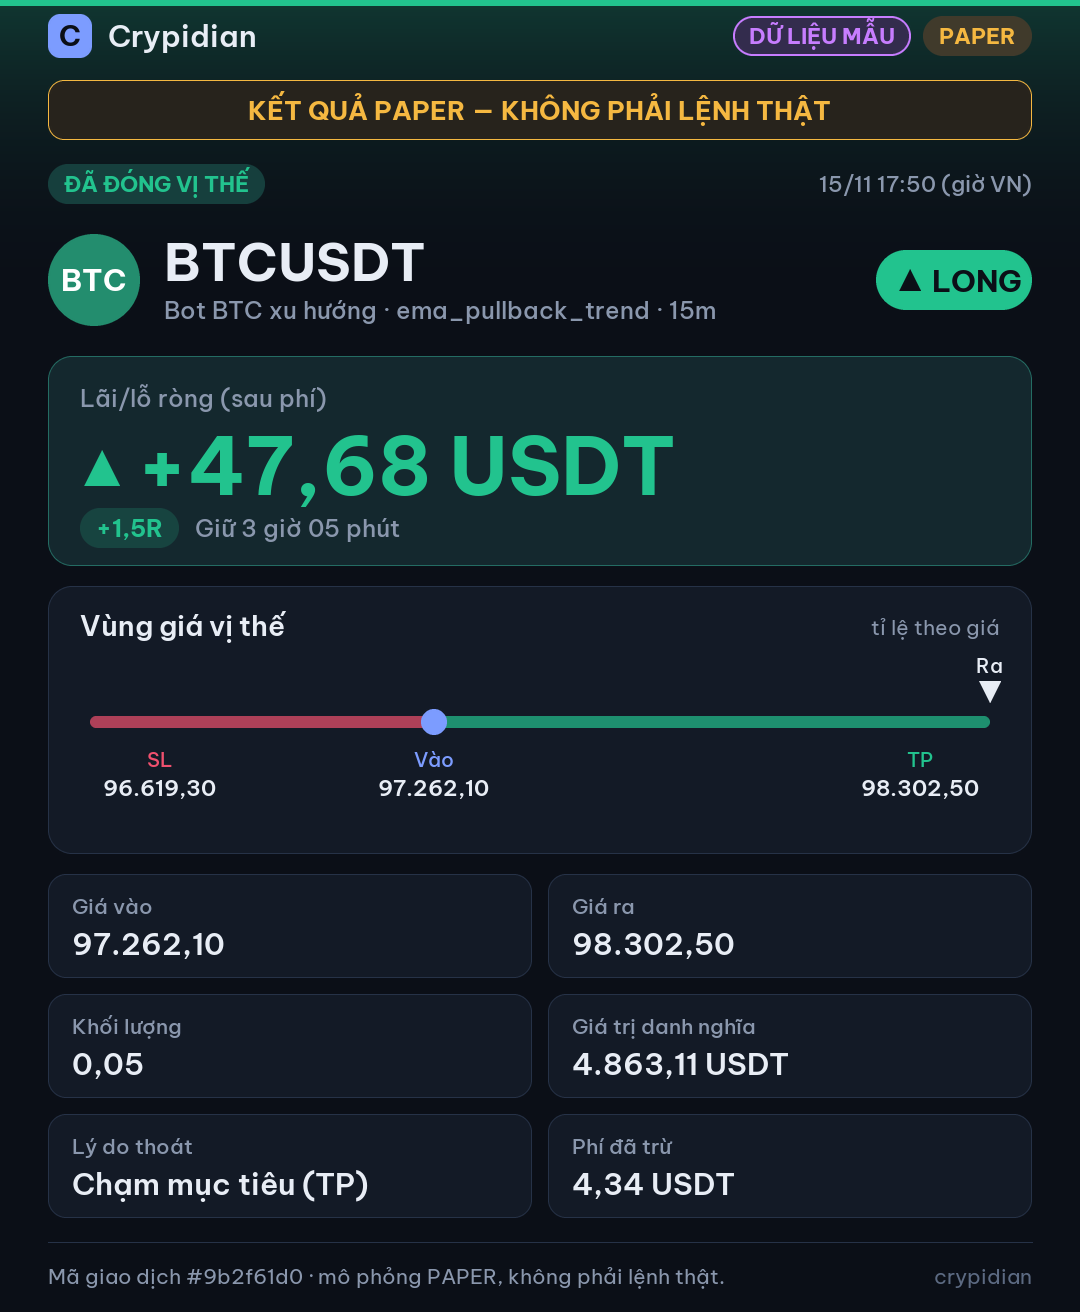 C Crypidian DỮ LIỆU MẪU PAPER
KẾT QUẢ PAPER — KHÔNG PHẢI LỆNH THẬT
ĐÃ ĐÓNG VỊ THẾ 15/11 17:50 (giờ VN)
BTC BTCUSDT ▲ LONG
Bot BTC xu hướng · ema_pullback_trend · 15m
Lãi/lỗ ròng (sau phí)
▲ +47,68 USDT
+1,5R Giữ 3 giờ 05 phút
Vùng giá vị thế tỉ lệ theo giá
Ra
SL Vào TP
96.619,30 97.262,10 98.302,50
Giá vào Giá ra
97.262,10 98.302,50
Khối lượng Giá trị danh nghĩa
0,05 4.863,11 USDT
Lý do thoát Phí đã trừ
Chạm mục tiêu (TP) 4,34 USDT
Mã giao dịch #9b2f61d0 · mô phỏng PAPER, không phải lệnh thật. crypidian